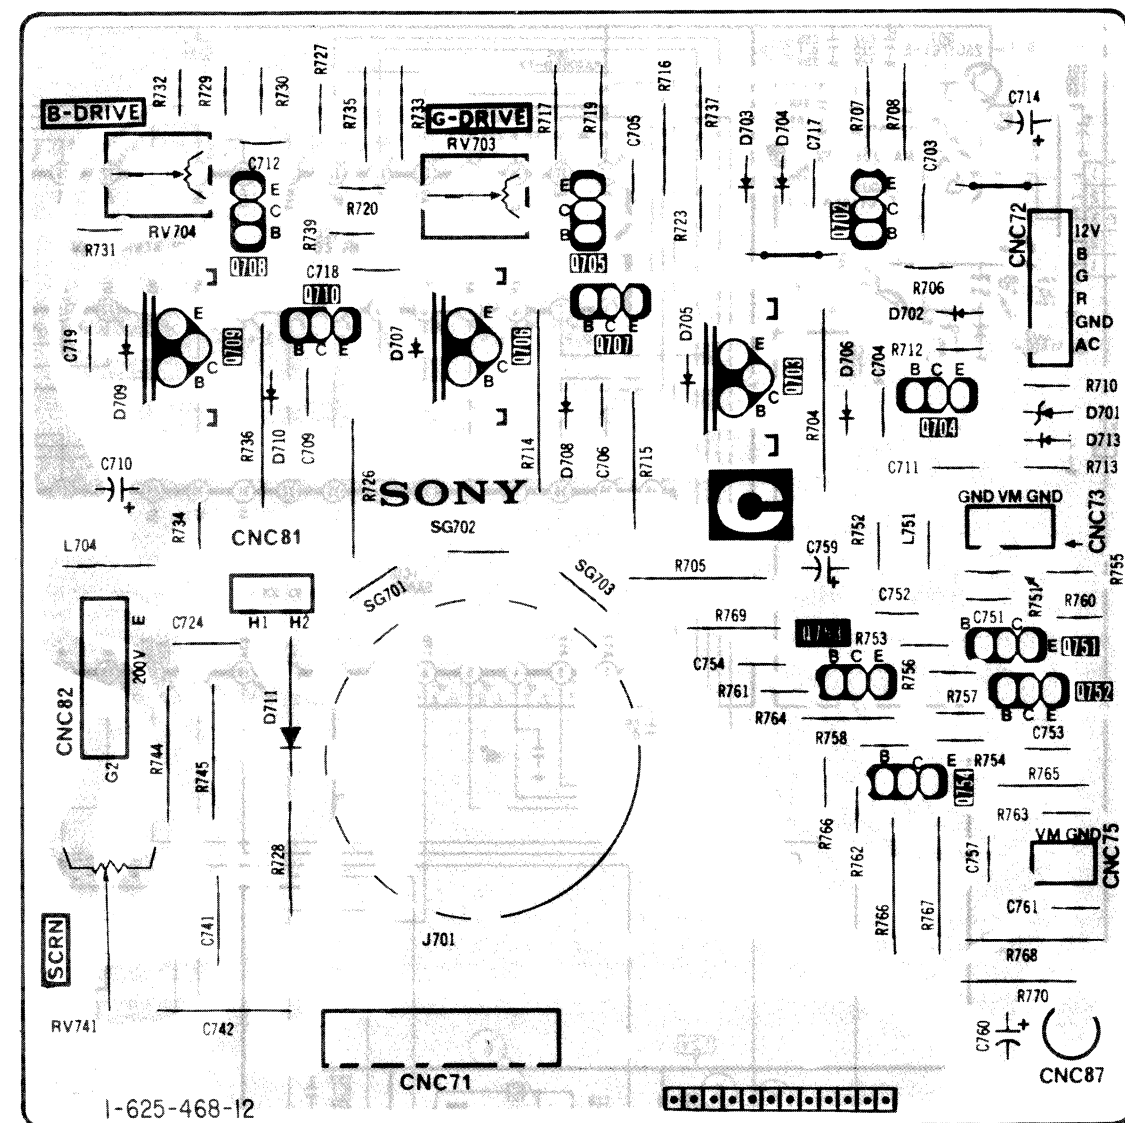 R732
R729
R730
R727
R735
R733
R717
R719
C705
R716
R737
D703
D704
C717
R707
R708
C703
C714
+
B-DRIVE
G-DRIVE
RV703
C712
E
C
B
Q708
RV704
R731
R739
R720
C718
E
C
B
Q705
R723
Q702
E
C
B
CNC72
12V
B
G
R
GND
AC
R706
D702
R712
C719
D709
E
C
B
Q709
Q710
B C E
D707
E
C
B
Q706
B C E
Q707
D705
E
C
B
Q703
D706
C704
B C E
Q704
R710
D701
D713
R713
C711
R736
D710
C709
R726
R714
D708
C706
R715
R704
C710
+
R734
SONY
SG702
C
GND VM GND
CNC73
CNC81
L704
H1 H2
SG701
SG703
R705
C759
+
R752
L751
C752
R751
R755
R760
CNC82
E
200V
G2
C724
D711
R744
R745
R728
R769
C754
R761
R764
R753
B C E
R756
B C E
C751
Q751
R757
B C E
Q752
C753
R758
B C E
Q754
R754
R765
R763
R766
R762
R766
R767
C757
VM GND
CNC75
C761
R768
R770
C760
+
CNC87
SCRN
RV741
C741
C742
J701
CNC71
1-625-468-12